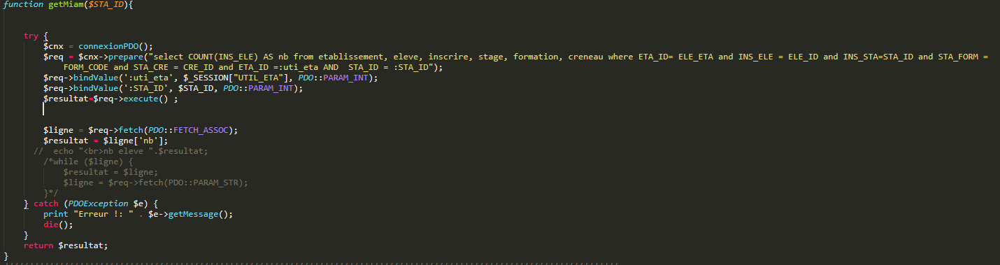 function getMiam($STA_ID){
try {
$cnx = connexionPDO();
$req = $cnx->prepare("select COUNT(INS_ELE) AS nb from etablissement, eleve, inscrire, stage, formation, creneau where ETA_ID= ELE_ETA and INS_ELE = ELE_ID and INS_STA=STA_ID and STA_FORM =
FORM_CODE and STA_CRE = CRE_ID and ETA_ID =:uti_eta AND  STA_ID = :STA_ID");
$req->bindValue(':uti_eta', $_SESSION["UTIL_ETA"], PDO::PARAM_INT);
$req->bindValue(':STA_ID', $STA_ID, PDO::PARAM_INT);
$resultat=$req->execute() ;
$ligne = $req->fetch(PDO::FETCH_ASSOC);
$resultat = $ligne['nb'];
//  echo "<br>nb eleve ".$resultat;
/*while ($ligne) {
$resultat = $ligne;
$ligne = $req->fetch(PDO::PARAM_STR);
}*/
} catch (PDOException $e) {
print "Erreur !: " . $e->getMessage();
die();
}
return $resultat;
}